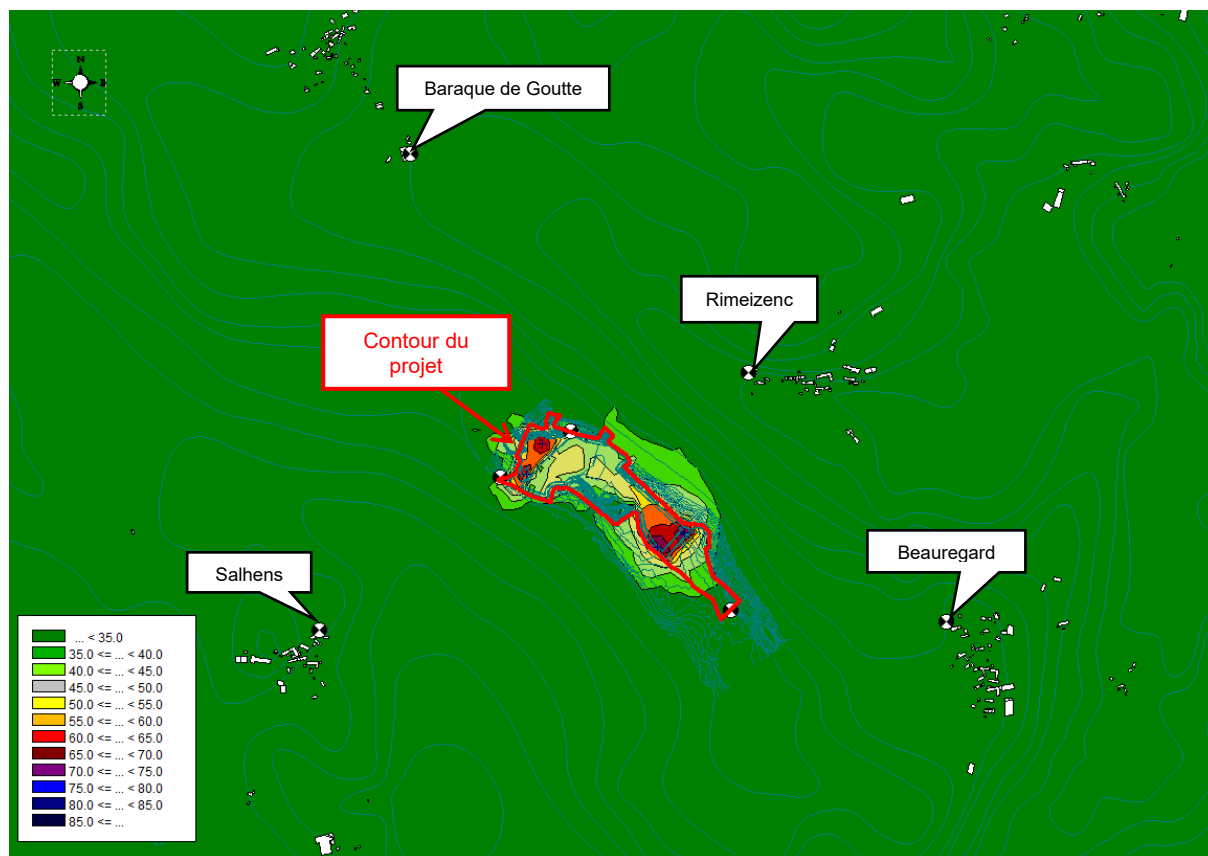 N
W
E
S
Baraque de Goutte
Rimeizenc
Contour du
projet
Beauregard
Salhens
... < 35.0
35.0 <= ... < 40.0
40.0 <= ... < 45.0
45.0 <= ... < 50.0
50.0 <= ... < 55.0
55.0 <= ... < 60.0
60.0 <= ... < 65.0
65.0 <= ... < 70.0
70.0 <= ... < 75.0
75.0 <= ... < 80.0
80.0 <= ... < 85.0
85.0 <= ...